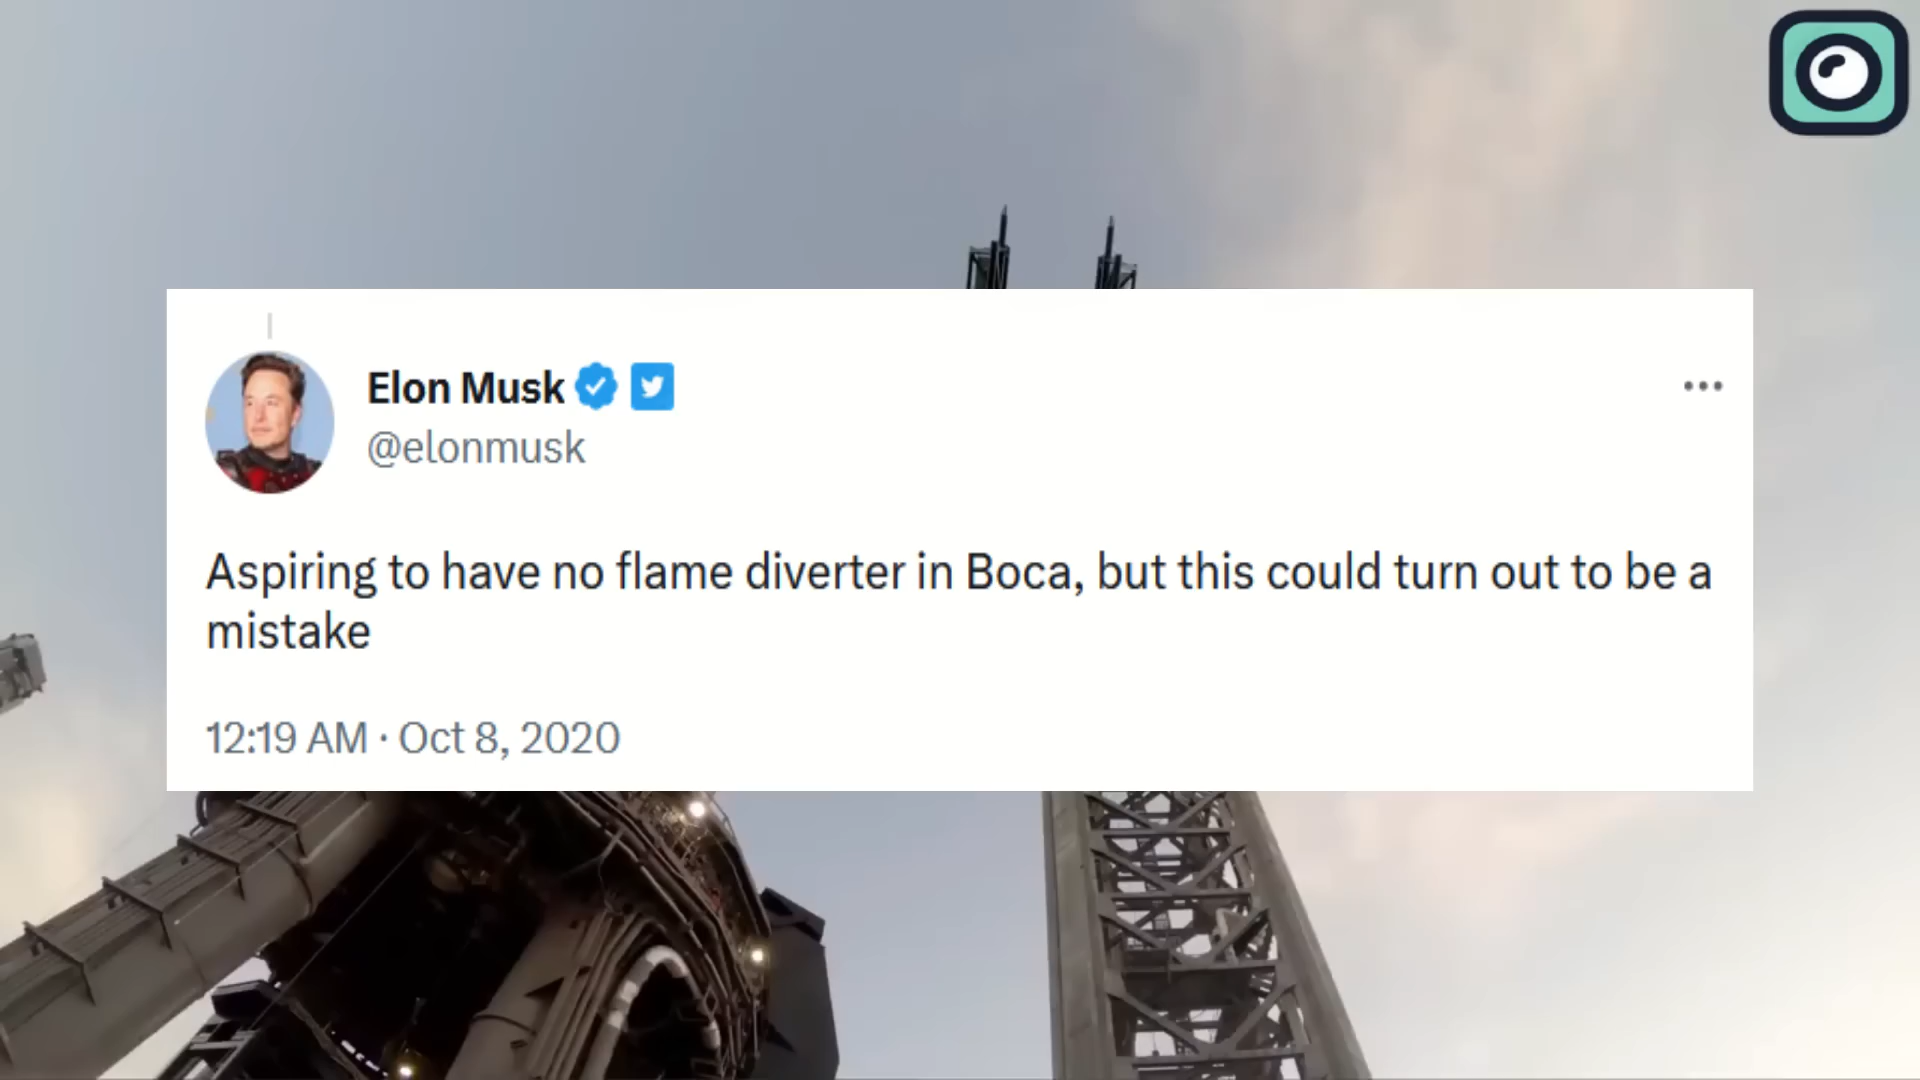 Elon Musk
@elonmusk
Aspiring to have no flame diverter in Boca, but this could turn out to be a
mistake
12:19 AM · Oct 8, 2020